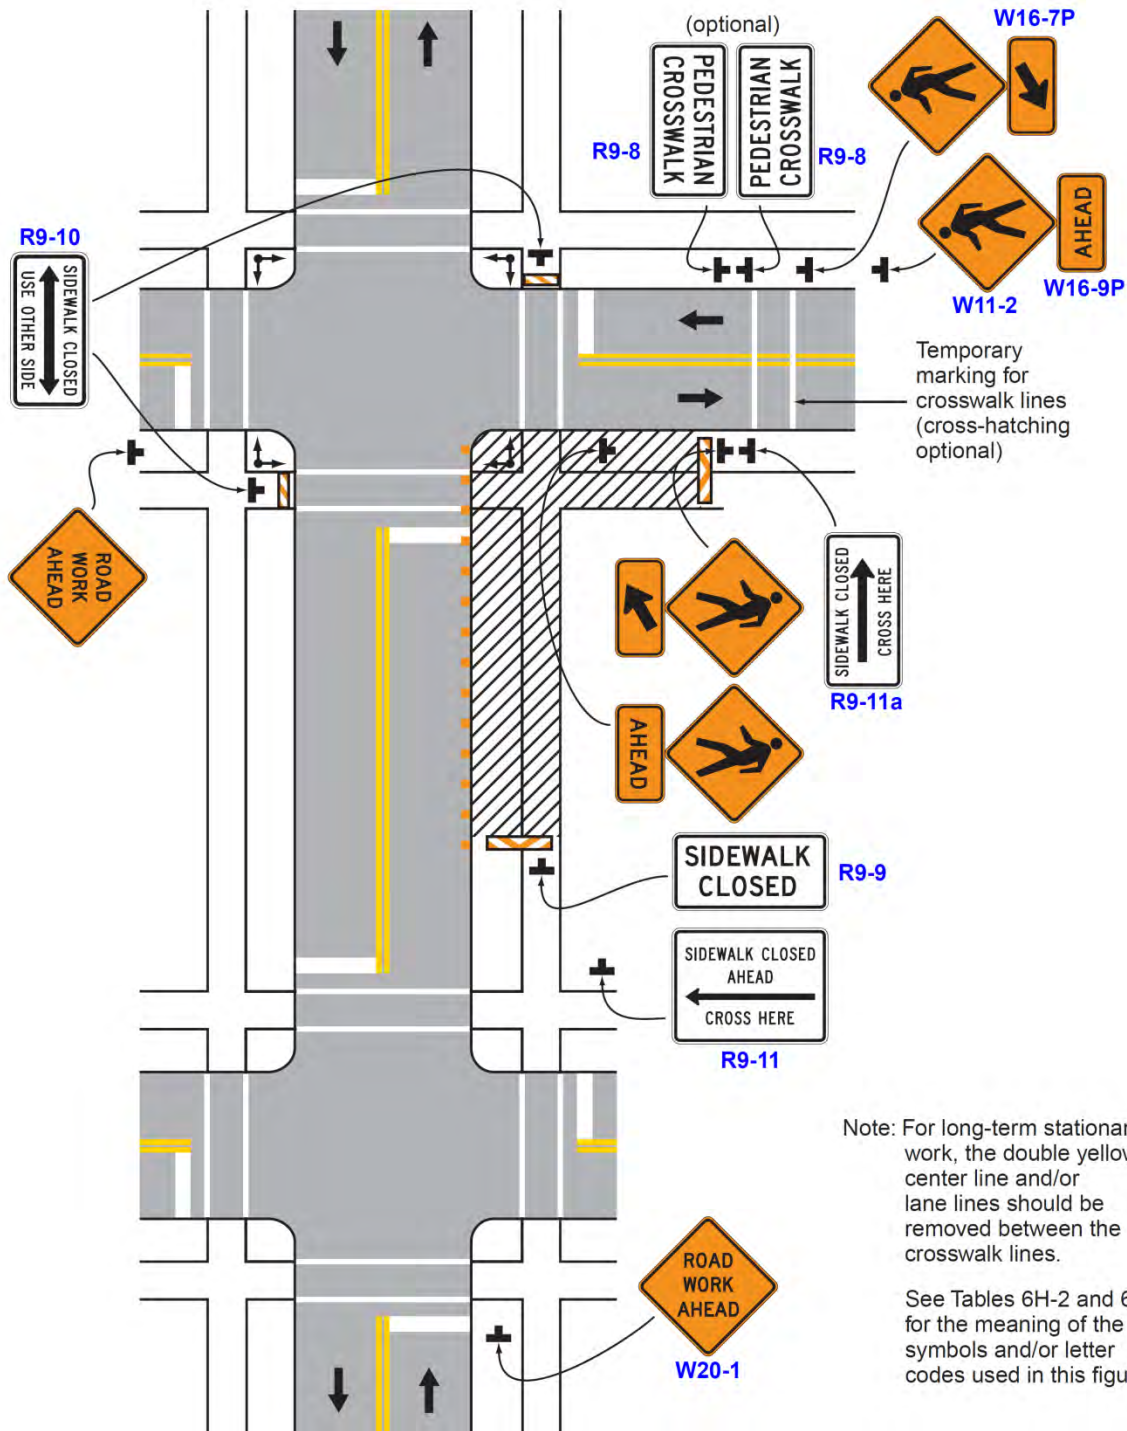 W16-7P
(optional)
PEDESTRIAN
CROSSWALK
R9-8
PEDESTRIAN
CROSSWALK
R9-8
AHEAD
W16-9P
W11-2
R9-10
SIDEWALK CLOSED
USE OTHER SIDE
Temporary
marking for
crosswalk lines
(cross-hatching
optional)
ROAD
WORK
AHEAD
SIDEWALK CLOSED
CROSS HERE
R9-11a
AHEAD
SIDEWALK
CLOSED
R9-9
SIDEWALK CLOSED
AHEAD
CROSS HERE
R9-11
Note: For long-term
work, the double
center line and/or
lane lines should be
removed between the
crosswalk lines.
See Tables 6H-2 and
for the meaning of the
symbols and/or letter
codes used in this
ROAD
WORK
AHEAD
W20-1